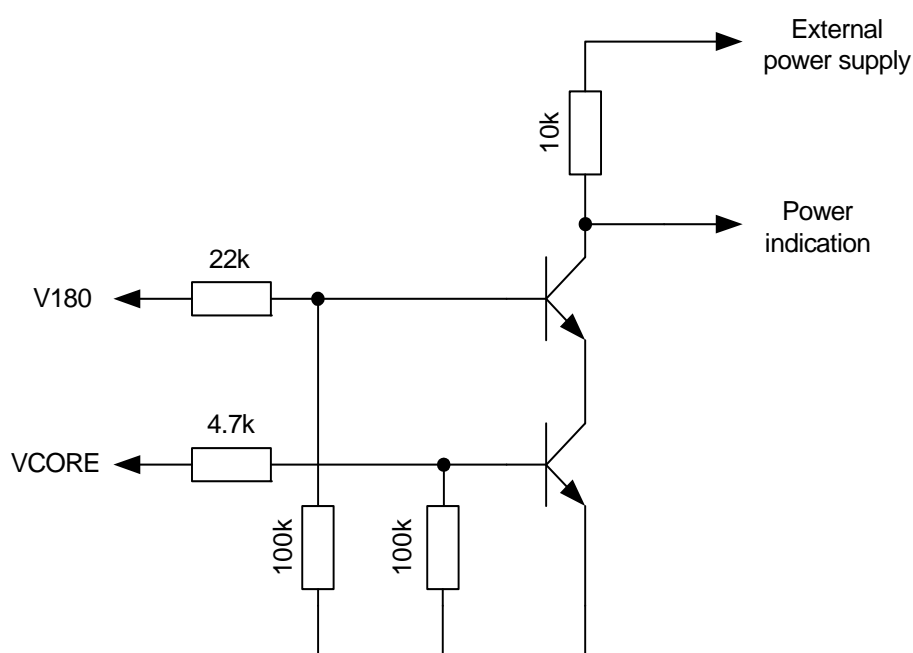 External
power supply
10k
Power
indication
22k
V180
4.7k
VCORE
100k
100k